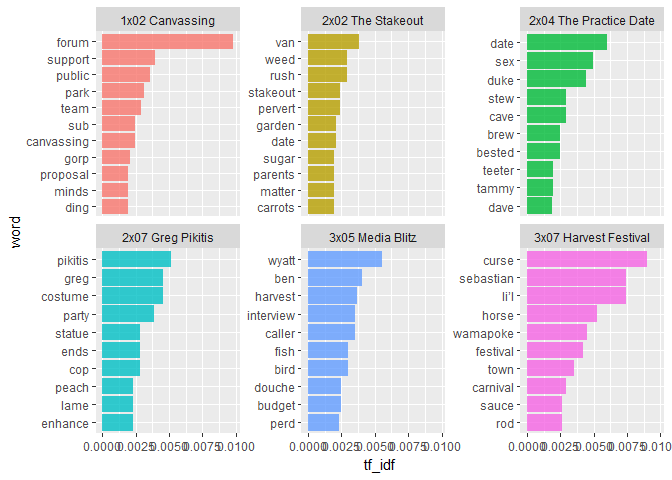 1x02 Canvassing
forum
support
public
park
team
sub
canvassing
gorp
proposal
minds
ding
2x02 The Stakeout
van
weed
rush
stakeout
pervert
garden
date
sugar
parents
matter
carrots
2x04 The Practice Date
date
sex
duke
stew
cave
brew
bested
teeter
tammy
dave
word
2x07 Greg Pikitis
pikitis
greg
costume
party
statue
ends
cop
peach
lame
enhance
3x05 Media Blitz
wyatt
ben
harvest
interview
caller
fish
bird
douche
budget
perd
3x07 Harvest Festival
curse
sebastian
li'l
horse
wamapoke
festival
town
carnival
sauce
rod
0.0000 0.0025 0.0050 0.0075 0.0100 0.0000 0.0025 0.0050 0.0075 0.0100 0.0000 0.0025 0.0050 0.0075 0.0100
tf_idf